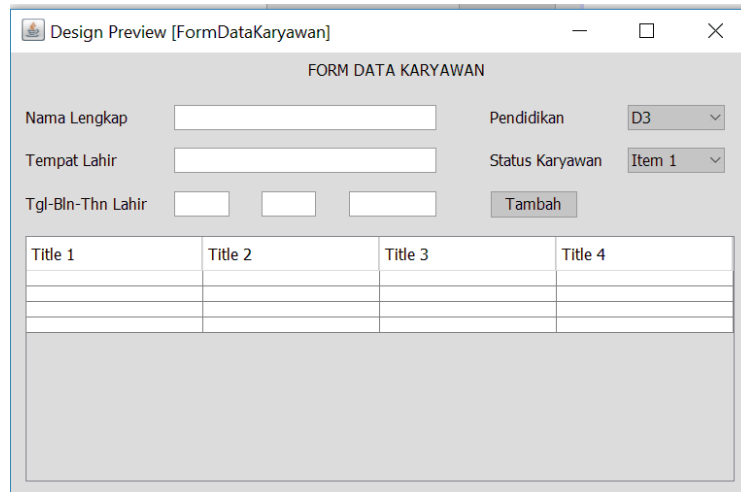 Design Preview [FormDataKaryawan]
FORM DATA KARYAWAN
Nama Lengkap Pendidikan D3
Tempat Lahir Status Karyawan Item 1
Tgl-Bln-Thn Lahir Tambah
Title 1 Title 2 Title 3 Title 4